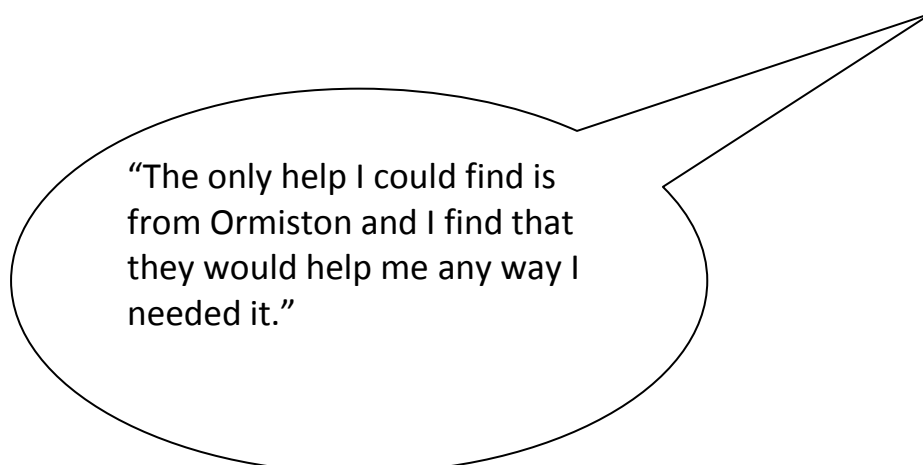 “The only help I could find is
from Ormiston and I find that
they would help me any way I
needed it.”